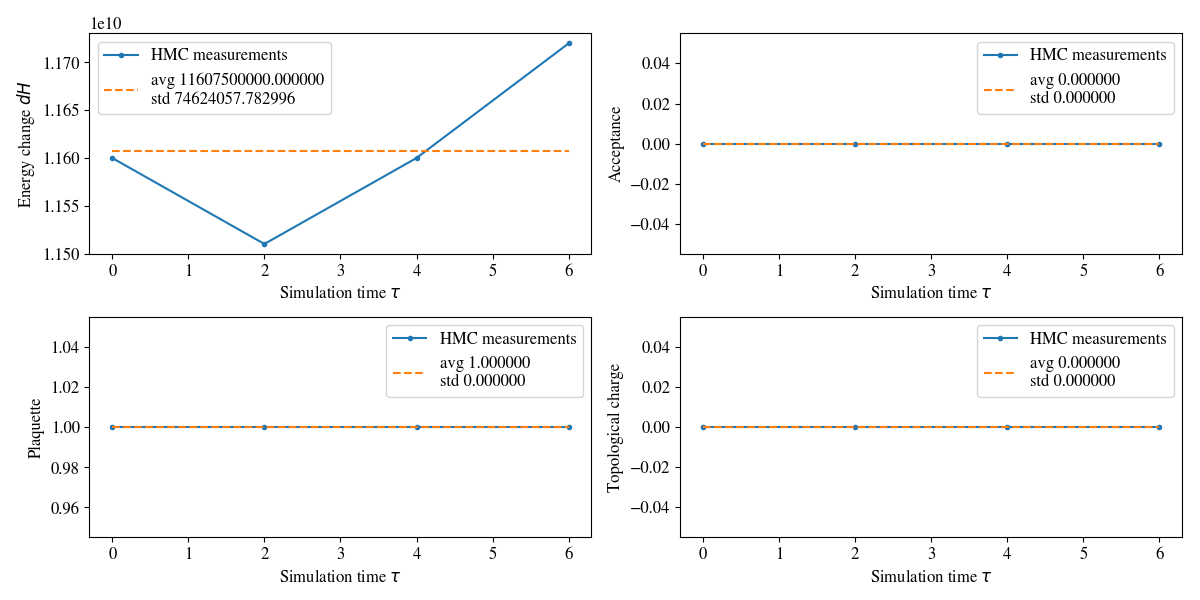 1e10
HMC measurements
avg 11607500000.000000
std 74624057.782996
Energy change dH
1.170
1.165
1.160
1.155
1.150
0 1 2 3 4 5 6
Simulation time τ
HMC measurements
avg 0.000000
std 0.000000
Acceptance
0.04
0.02
0.00
−0.02
−0.04
0 1 2 3 4 5 6
Simulation time τ
HMC measurements
avg 1.000000
std 0.000000
Plaquette
1.04
1.02
1.00
0.98
0.96
0 1 2 3 4 5 6
Simulation time τ
HMC measurements
avg 0.000000
std 0.000000
Topological charge
0.04
0.02
0.00
−0.02
−0.04
0 1 2 3 4 5 6
Simulation time τ